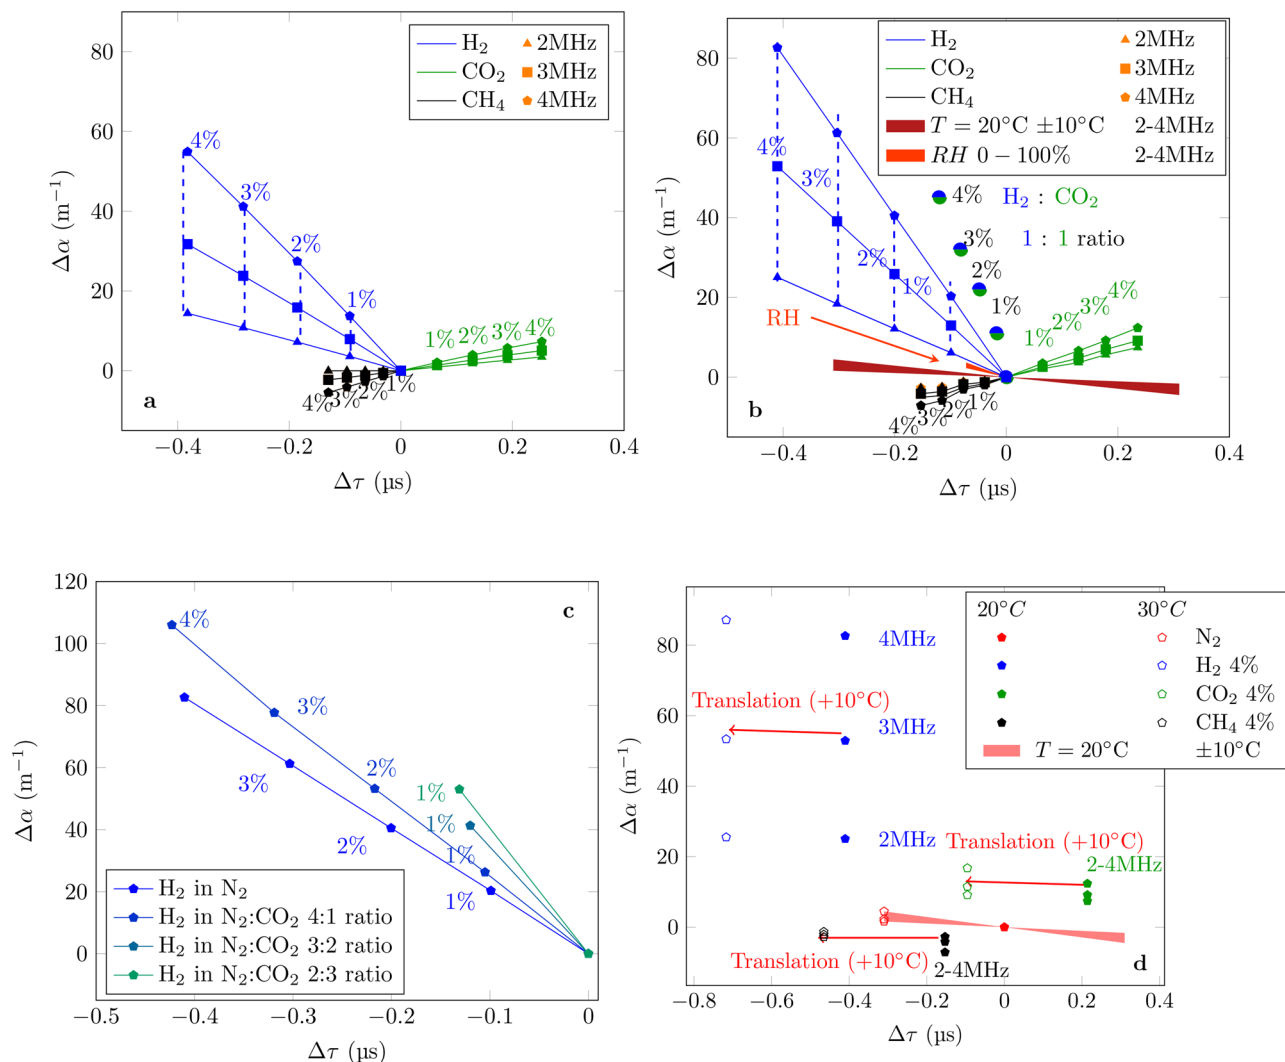 80
60
40
20
0
Δα (m⁻¹)
H₂ 2MHz
CO₂ 3MHz
CH₄ 4MHz
4%
3%
2%
1%
1% 2% 3% 4%
4% 3% 2% 1%
a
−0.4 −0.2 0 0.2 0.4
Δτ (µs)
80
60
40
20
0
Δα (m⁻¹)
H₂ 2MHz
CO₂ 3MHz
CH₄ 4MHz
T = 20°C ±10°C 2-4MHz
RH 0 − 100% 2-4MHz
4%
3%
2%
1%
4% H₂ : CO₂
3% 1 : 1 ratio
2%
1%
RH
1% 2% 3% 4%
4% 3% 2% 1%
b
−0.4 −0.2 0 0.2
Δτ (µs)
120
100
80
60
40
20
0
Δα (m⁻¹)
c
4%
3%
2%
1%
3%
2%
1%
1%
1%
H₂ in N₂
H₂ in N₂:CO₂ 4:1 ratio
H₂ in N₂:CO₂ 3:2 ratio
H₂ in N₂:CO₂ 2:3 ratio
−0.5 −0.4 −0.3 −0.2 −0.1 0
Δτ (µs)
80
60
40
20
0
Δα (m⁻¹)
20°C 30°C
N₂
H₂ 4%
CO₂ 4%
CH₄ 4%
T = 20°C ±10°C
4MHz
Translation (+10°C)
3MHz
2MHz
Translation (+10°C)
2-4MHz
Translation (+10°C)
2-4MHz
d
−0.8 −0.6 −0.4 −0.2 0 0.2 0.4
Δτ (µs)